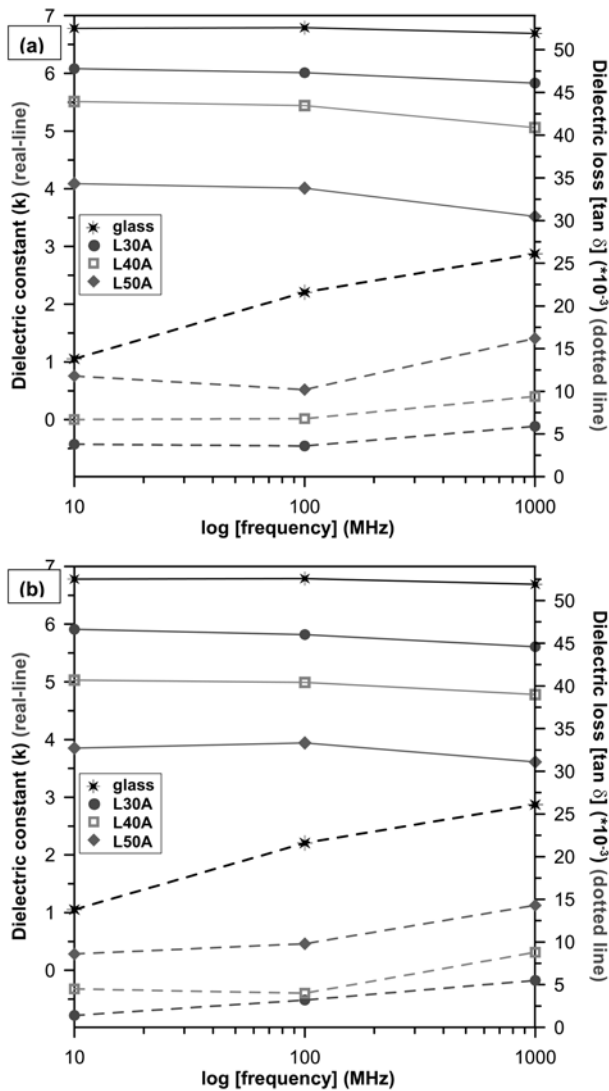 (a)
7
6
5
4
3
2
1
0
Dielectric constant (k) (real-line)
glass
L30A
L40A
L50A
50
45
40
35
30
25
20
15
10
5
0
Dielectric loss [tan δ] (*10⁻³) (dotted line)
10 100 1000
log [frequency] (MHz)
(b)
7
6
5
4
3
2
1
0
Dielectric constant (k) (real-line)
glass
L30A
L40A
L50A
50
45
40
35
30
25
20
15
10
5
0
Dielectric loss [tan δ] (*10⁻³) (dotted line)
10 100 1000
log [frequency] (MHz)